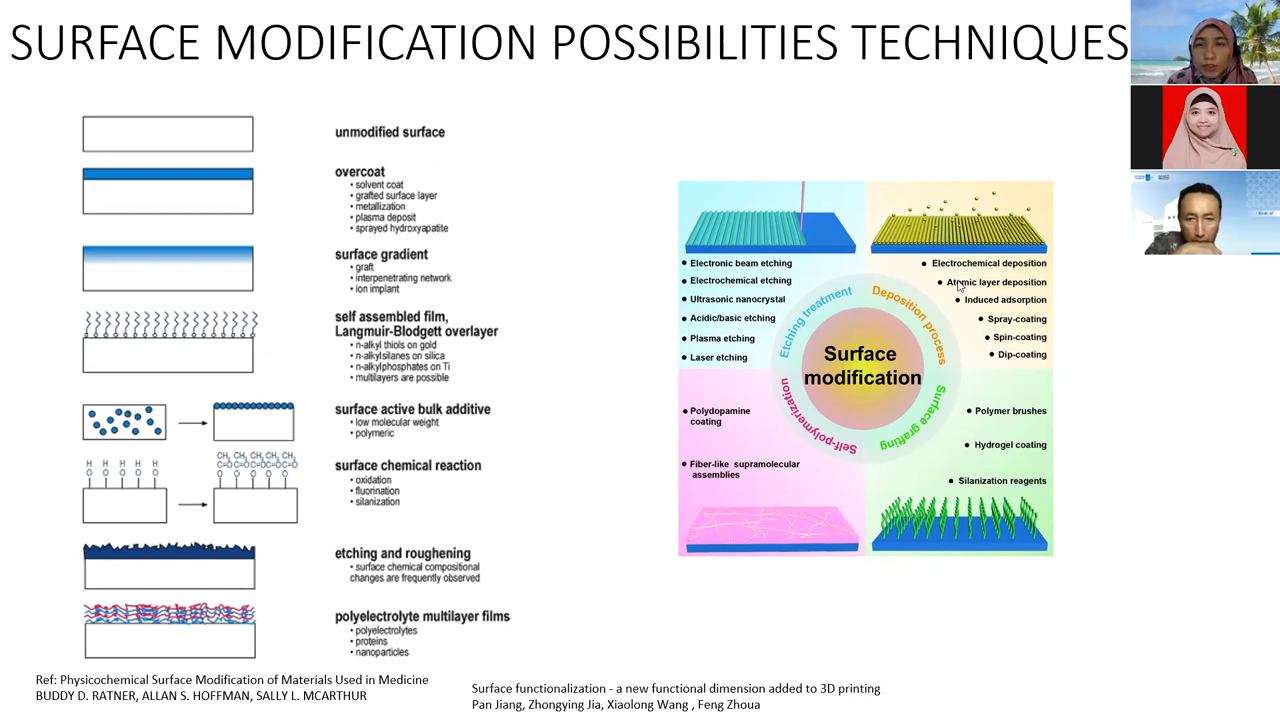 SURFACE MODIFICATION POSSIBILITIES TECHNIQUES
unmodified surface
overcoat
• solvent coat
• grafted surface layer
• metallization
• plasma deposit
• sprayed hydroxyapatite
surface gradient
• graft
• interpenetrating network
• ion implant
self assembled film,
Langmuir-Blodgett overlayer
• n-alkyl thiols on gold
• n-alkylsilanes on silica
• n-alkylphosphates on Ti
• multilayers are possible
surface active bulk additive
• low molecular weight
• polymeric
H H H H H
O O O O O
CH3 CH3 CH3 CH3 CH3
C=O C=O C=O C=O C=O
O O O O O
surface chemical reaction
• oxidation
• fluorination
• silanization
etching and roughening
• surface chemical compositional
changes are frequently observed
polyelectrolyte multilayer films
• polyelectrolytes
• proteins
• nanoparticles
Ref: Physicochemical Surface Modification of Materials Used in Medicine
BUDDY D. RATNER, ALLAN S. HOFFMAN, SALLY L. MCARTHUR
• Electronic beam etching
• Electrochemical etching
• Ultrasonic nanocrystal
• Acidic/basic etching
• Plasma etching
• Laser etching
• Electrochemical deposition
• Atomic layer deposition
• Induced adsorption
• Spray-coating
• Spin-coating
• Dip-coating
Etching treatment
Deposition process
Surface
modification
Self-polymerization
Surface grafting
• Polydopamine
coating
• Fiber-like supramolecular
assemblies
• Polymer brushes
• Hydrogel coating
• Silanization reagents
Surface functionalization - a new functional dimension added to 3D printing
Pan Jiang, Zhongying Jia, Xiaolong Wang , Feng Zhoua